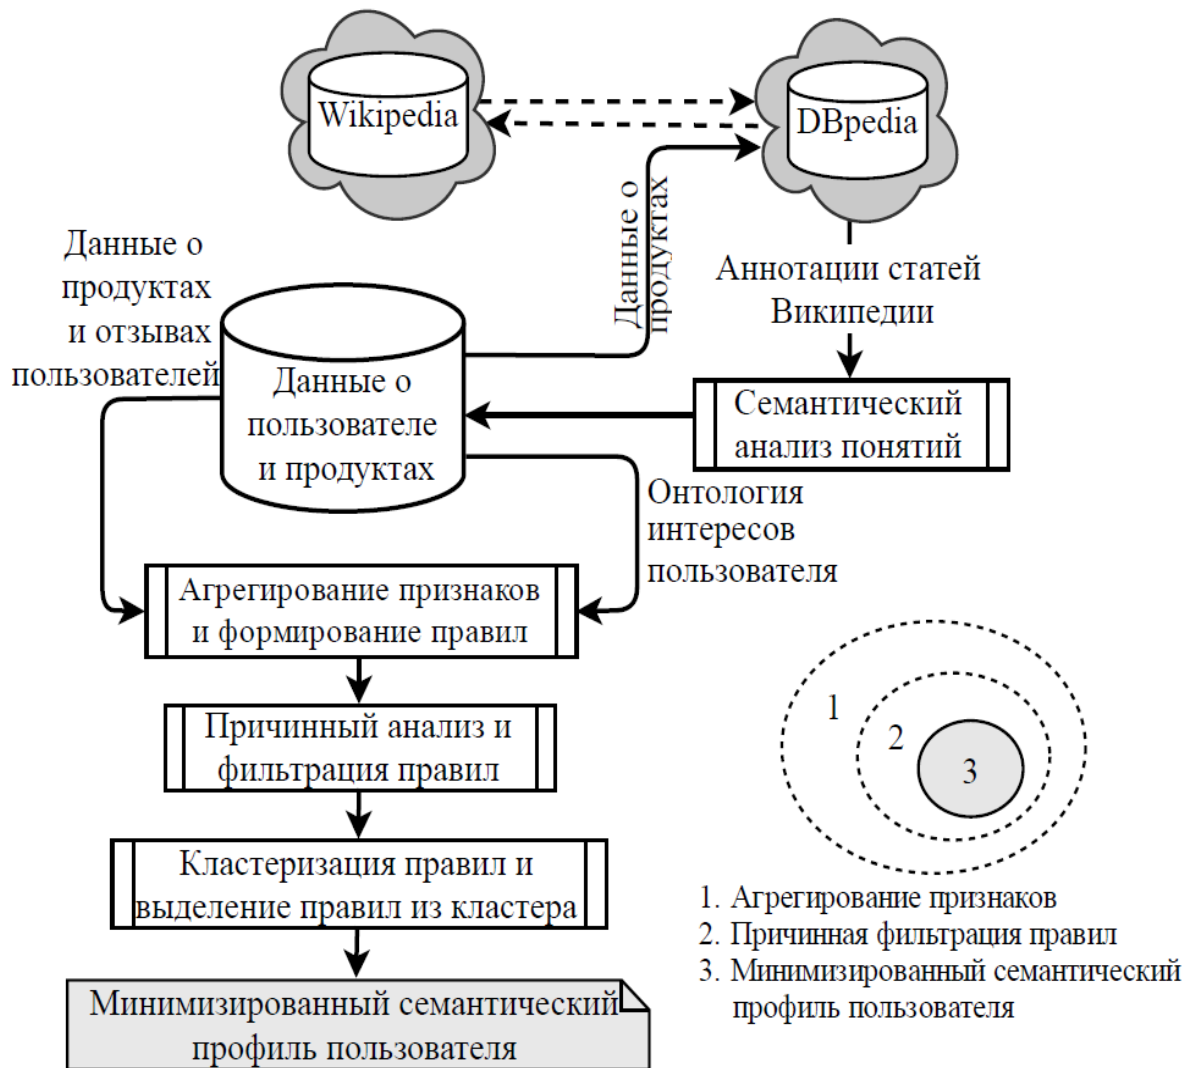 Wikipedia
DBpedia
Данные о
продуктах
Данные о
продуктах
и отзывах
пользователей
Аннотации статей
Википедии
Данные о
пользователе
и продуктах
Семантический
анализ понятий
Онтология
интересов
пользователя
Агрегирование признаков
и формирование правил
Причинный анализ и
фильтрация правил
Кластеризация правил и
выделение правил из кластера
Минимизированный семантический
профиль пользователя
1
2
3
1. Агрегирование признаков
2. Причинная фильтрация правил
3. Минимизированный семантический
профиль пользователя